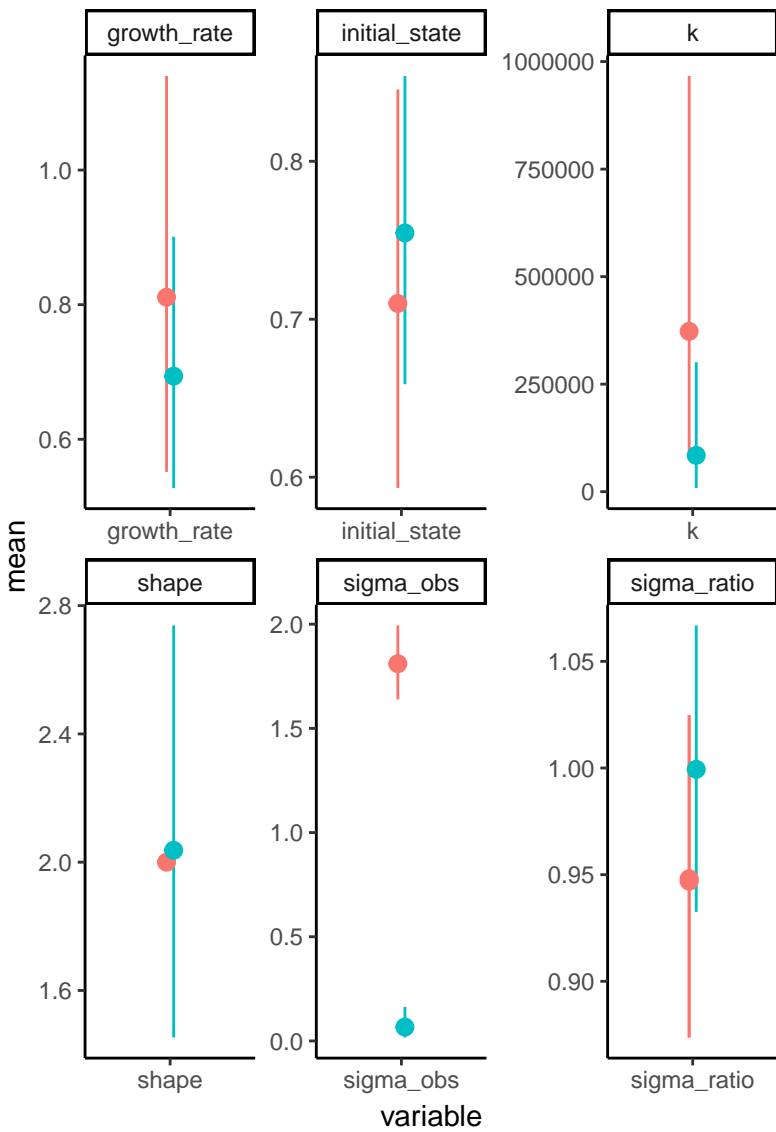 growth_rate
initial_state
k
1.0
0.8
0.6
0.8
0.7
0.6
1000000
750000
500000
250000
0
growth_rate
initial_state
k
mean
shape
sigma_obs
sigma_ratio
2.8
2.4
2.0
1.6
2.0
1.5
1.0
0.5
0.0
1.05
1.00
0.95
0.90
shape
sigma_obs
sigma_ratio
variable